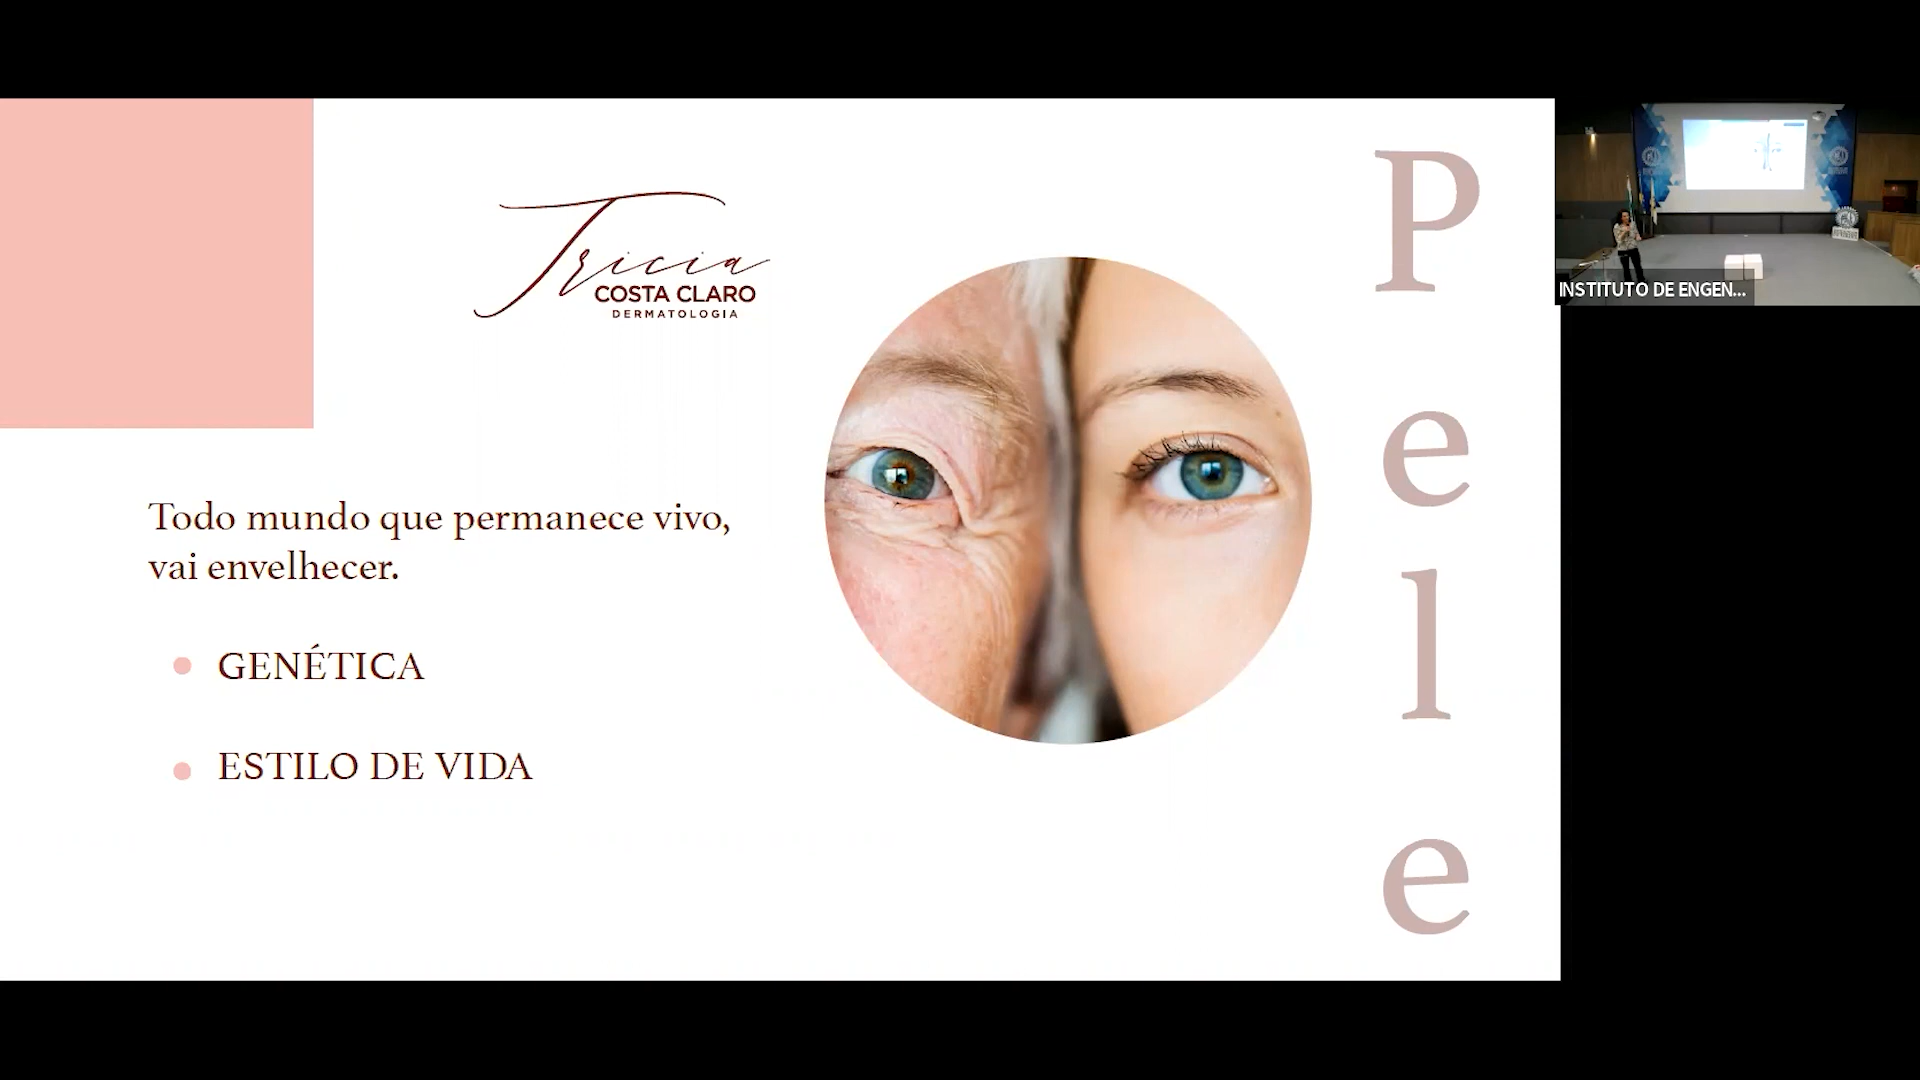 Tricia
COSTA CLARO
DERMATOLOGIA
Todo mundo que permanece vivo,
vai envelhecer.
GENÉTICA
ESTILO DE VIDA
Pele
INSTITUTO DE ENGEN...